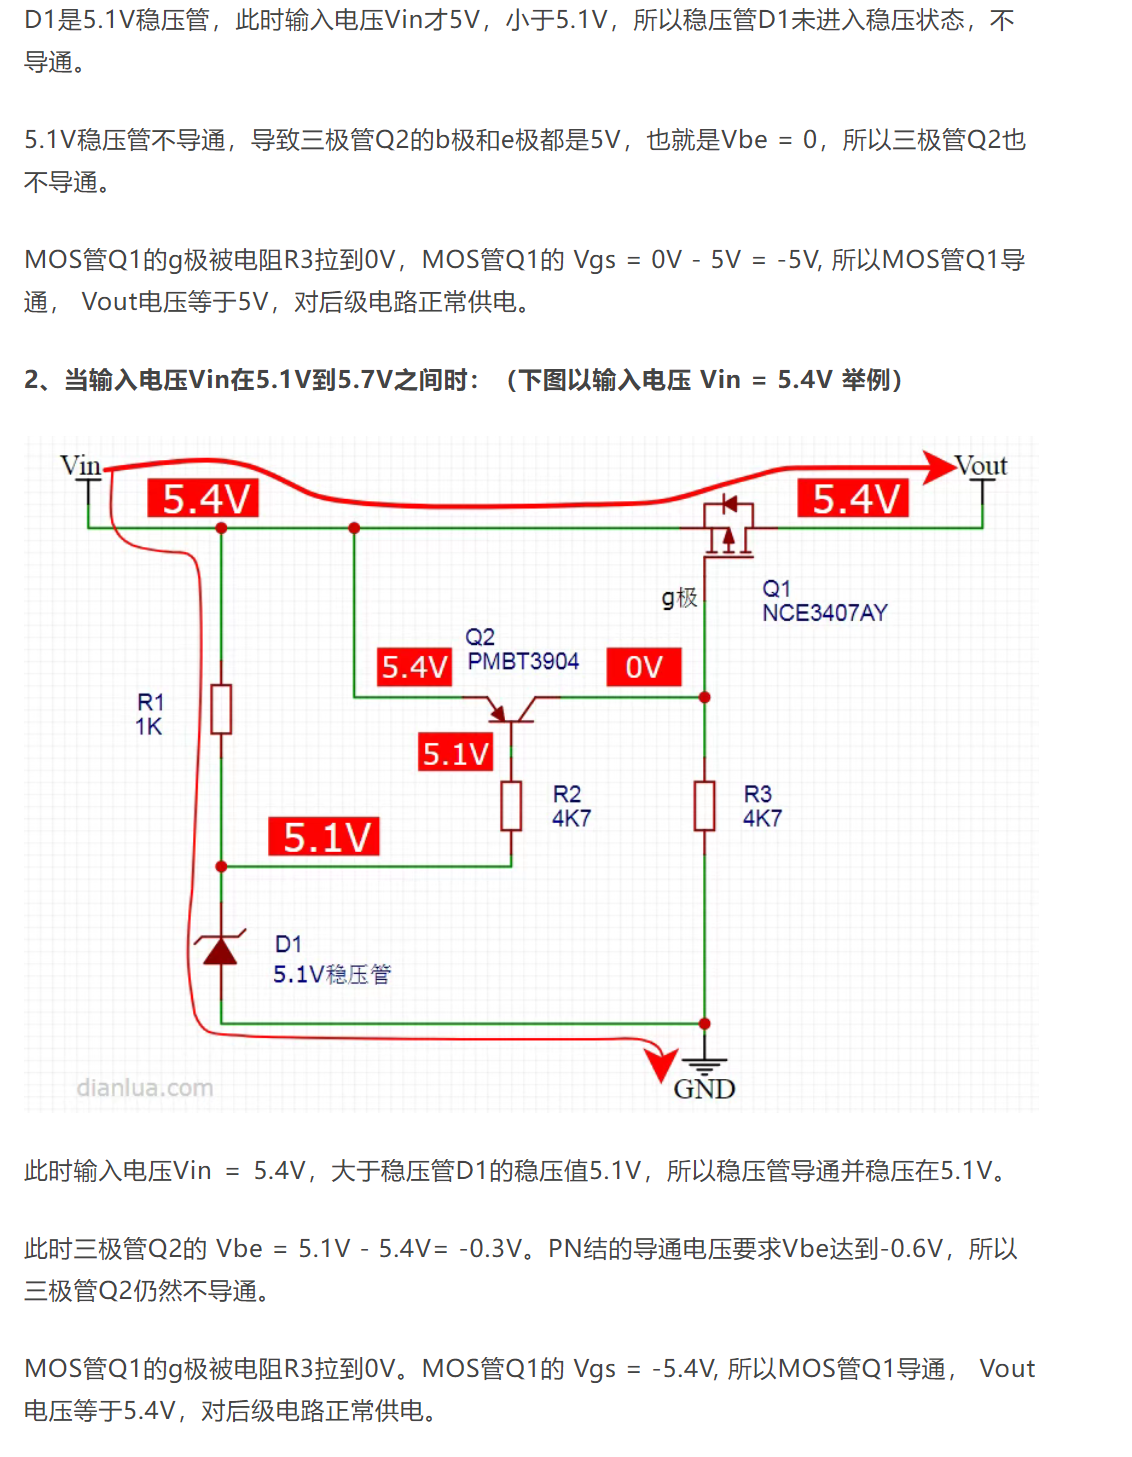 D1是5.1V稳压管，此时输入电压Vin才5V，小于5.1V，所以稳压管D1未进入稳压状态，不
导通。
5.1V稳压管不导通，导致三极管Q2的b极和e极都是5V，也就是Vbe = 0，所以三极管Q2也
不导通。
MOS管Q1的g极被电阻R3拉到0V，MOS管Q1的 Vgs = 0V - 5V = -5V, 所以MOS管Q1导
通， Vout电压等于5V，对后级电路正常供电。
2、当输入电压Vin在5.1V到5.7V之间时：（下图以输入电压 Vin = 5.4V 举例）
Vin
Vout
5.4V
5.4V
g极
Q1
NCE3407AY
Q2
PMBT3904
5.4V
0V
R1
1K
5.1V
R2
4K7
R3
4K7
5.1V
D1
5.1V稳压管
dianlua.com
GND
此时输入电压Vin = 5.4V，大于稳压管D1的稳压值5.1V，所以稳压管导通并稳压在5.1V。
此时三极管Q2的 Vbe = 5.1V - 5.4V= -0.3V。PN结的导通电压要求Vbe达到-0.6V，所以
三极管Q2仍然不导通。
MOS管Q1的g极被电阻R3拉到0V。MOS管Q1的 Vgs = -5.4V, 所以MOS管Q1导通， Vout
电压等于5.4V，对后级电路正常供电。